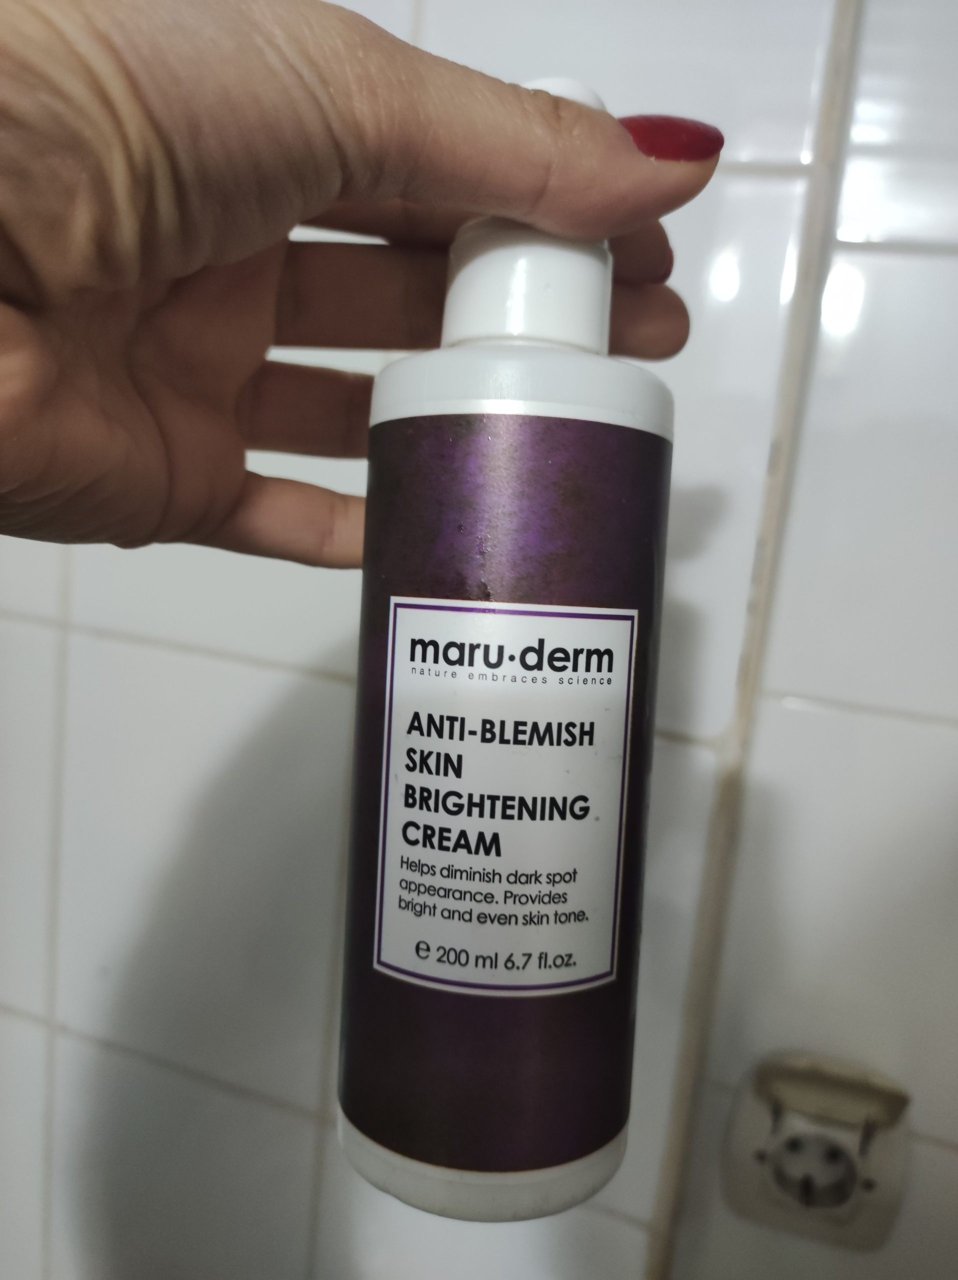 maru·derm
nature embraces science
ANTI-BLEMISH
SKIN
BRIGHTENING
CREAM
Helps diminish dark spot
appearance. Provides
bright and even skin tone.
℮ 200 ml 6.7 fl.oz.